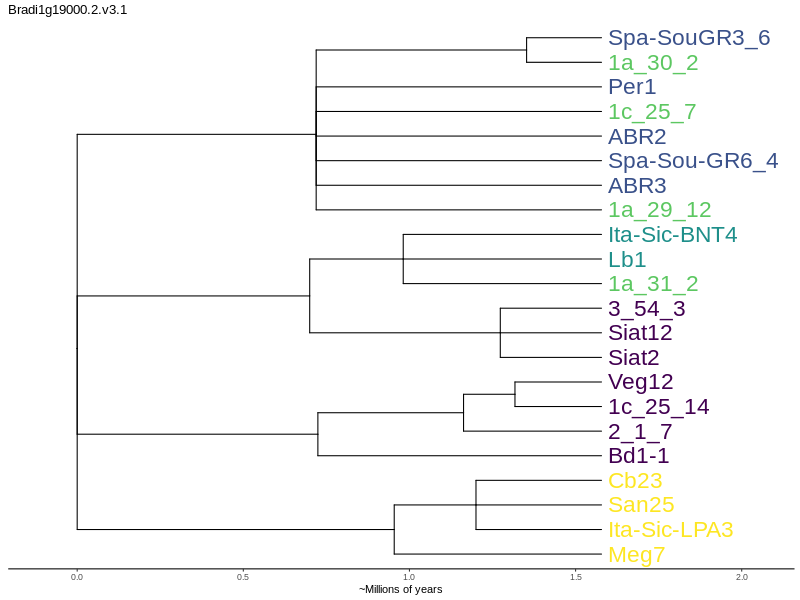 Bradi1g19000.2.v3.1
Spa-SouGR3_6
1a_30_2
Per1
1c_25_7
ABR2
Spa-Sou-GR6_4
ABR3
1a_29_12
Ita-Sic-BNT4
Lb1
1a_31_2
3_54_3
Siat12
Siat2
Veg12
1c_25_14
2_1_7
Bd1-1
Cb23
San25
Ita-Sic-LPA3
Meg7
0.0 0.5 1.0 1.5 2.0
~Millions of years